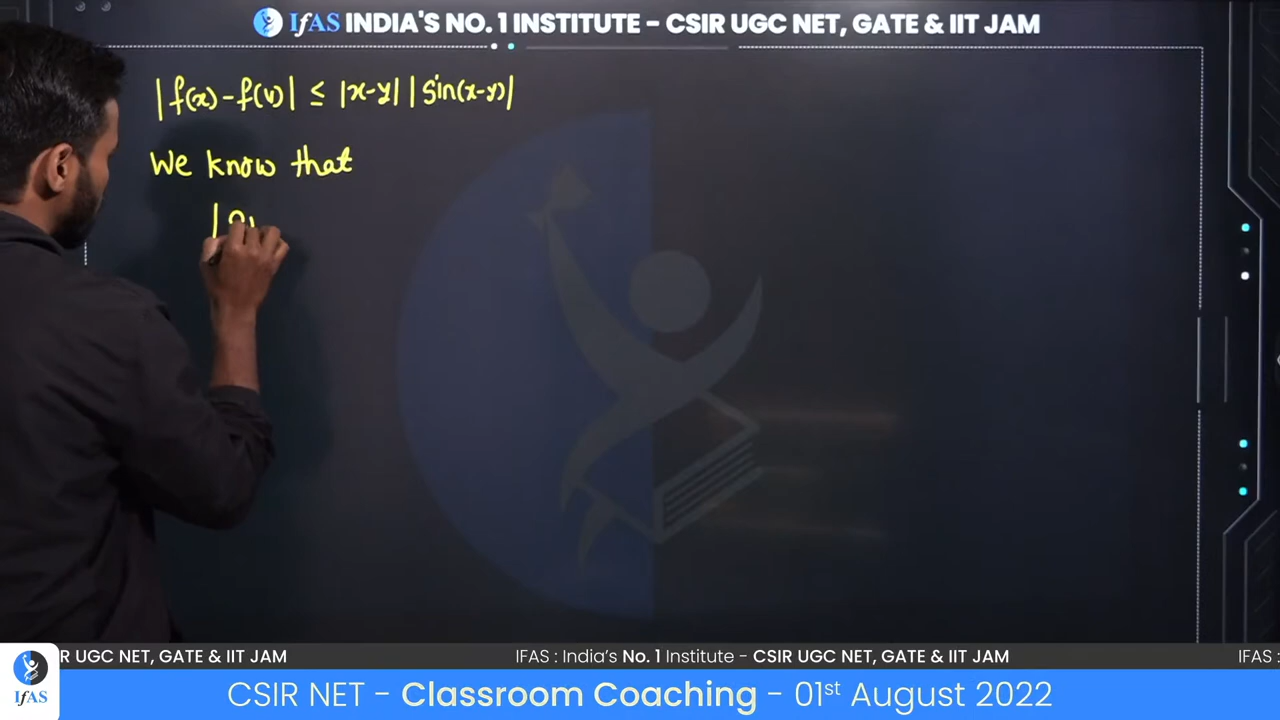 IfAS INDIA'S NO. 1 INSTITUTE - CSIR UGC NET, GATE & IIT JAM
|f(x)-f(y)| ≤ |x-y| |Sin(x-y)|
We know that
R UGC NET, GATE & IIT JAM IFAS : India's No. 1 Institute - CSIR UGC NET, GATE & IIT JAM IFAS :
IfAS CSIR NET - Classroom Coaching - 01st August 2022